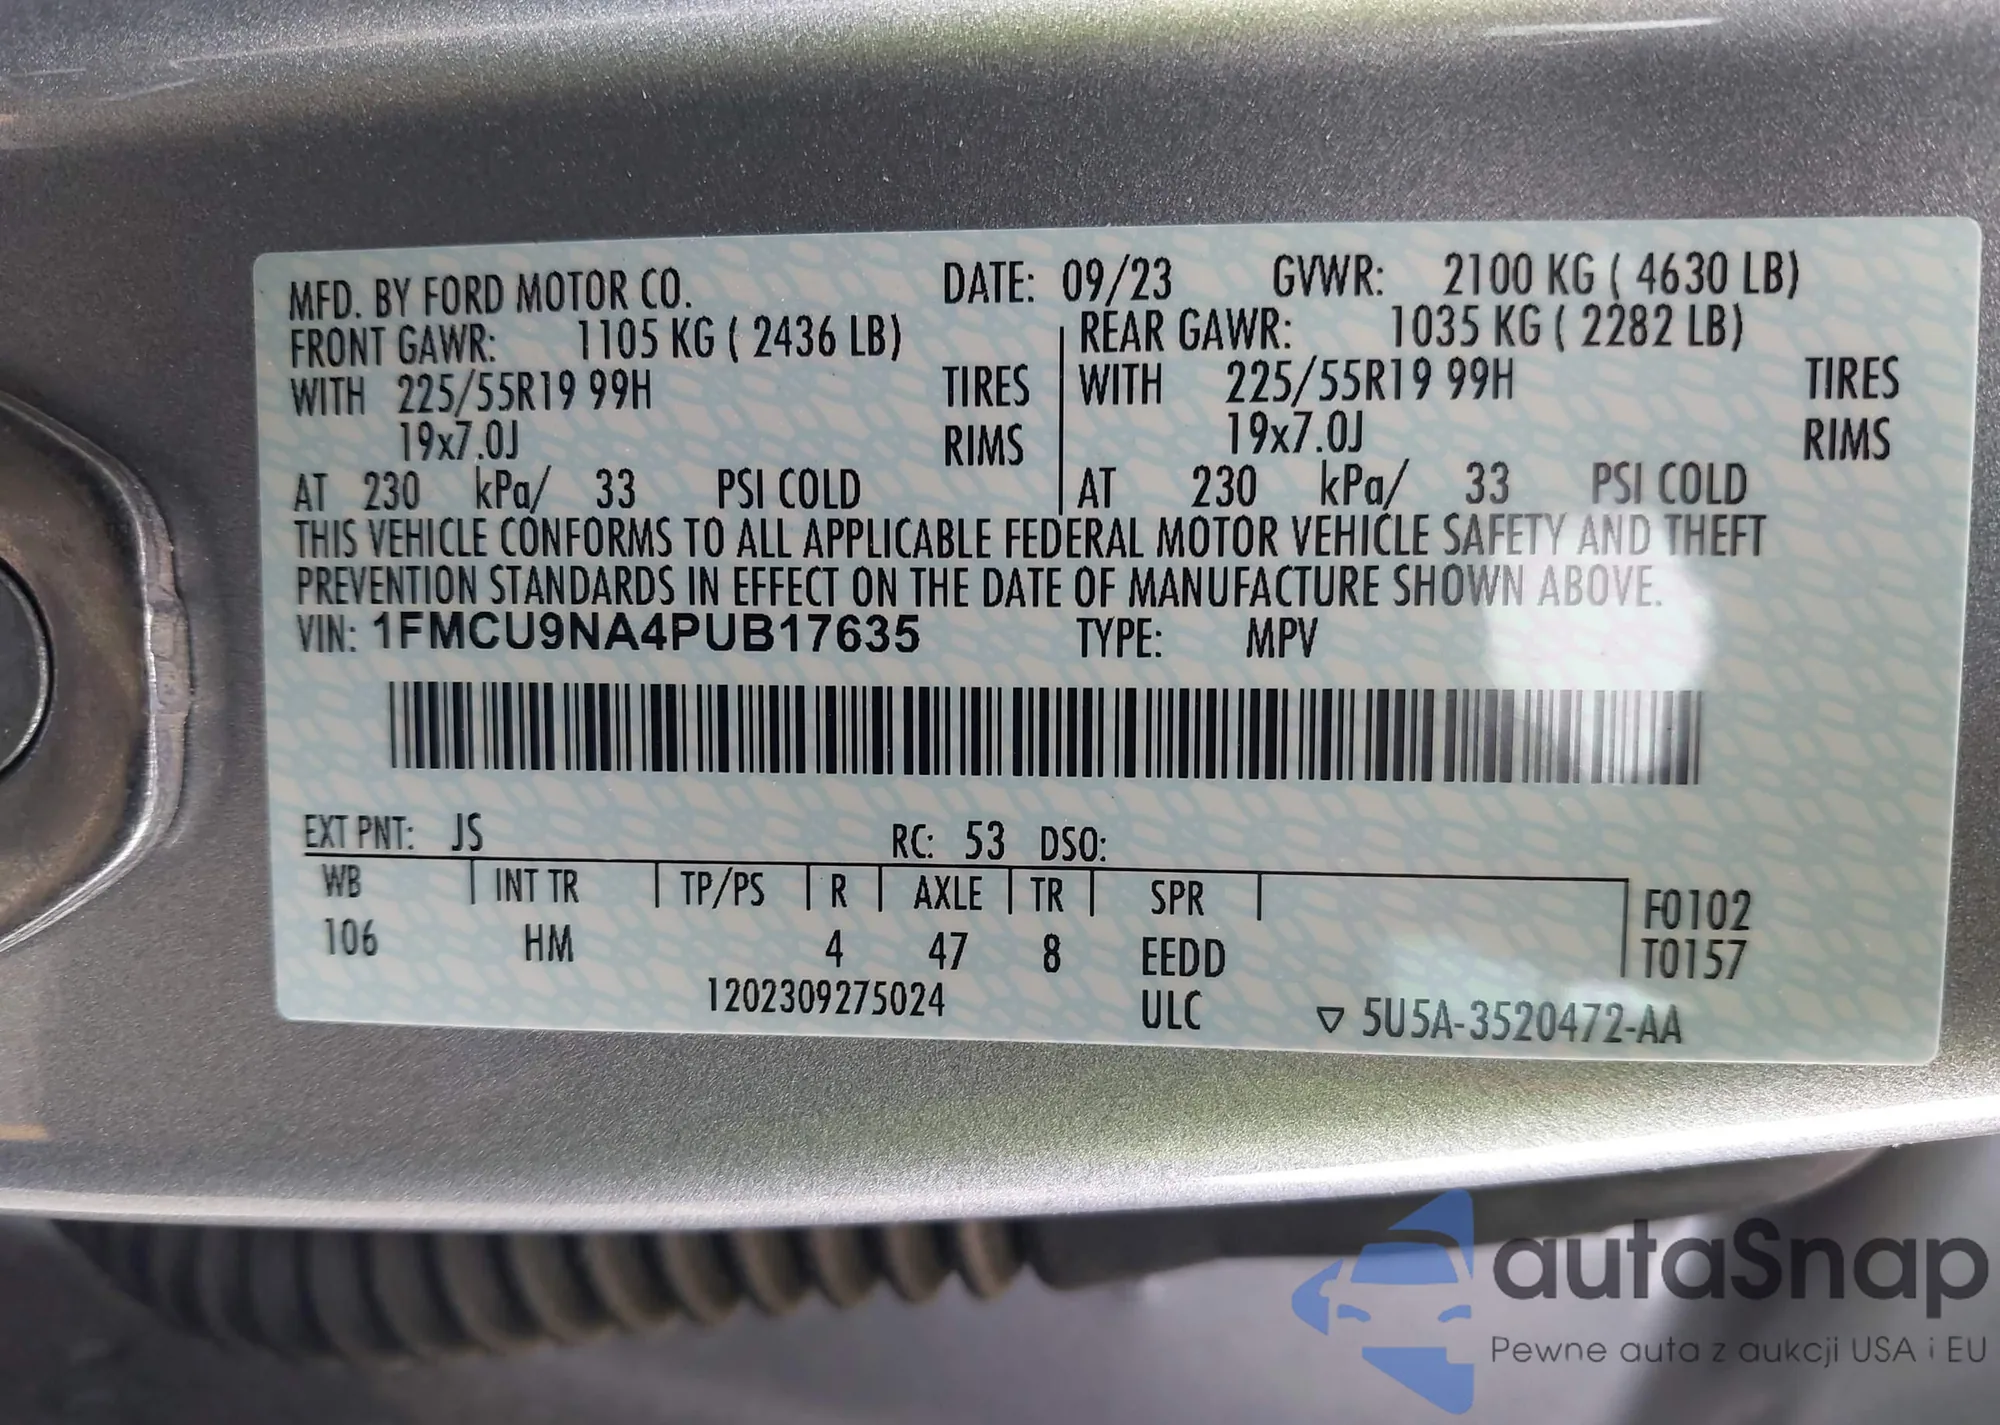 MFD. BY FORD MOTOR CO. DATE: 09/23 GVWR: 2100 KG ( 4630 LB)
FRONT GAWR: 1105 KG ( 2436 LB) REAR GAWR: 1035 KG ( 2282 LB)
WITH 225/55R19 99H TIRES WITH 225/55R19 99H TIRES
19x7.0J RIMS 19x7.0J RIMS
AT 230 kPa/ 33 PSI COLD AT 230 kPa/ 33 PSI COLD
THIS VEHICLE CONFORMS TO ALL APPLICABLE FEDERAL MOTOR VEHICLE SAFETY AND THEFT
PREVENTION STANDARDS IN EFFECT ON THE DATE OF MANUFACTURE SHOWN ABOVE.
VIN: 1FMCU9NA4PUB17635 TYPE: MPV
EXT PNT: JS RC: 53 DSO:
WB INT TR TP/PS R AXLE TR SPR F0102
106 HM 4 47 8 EEDD T0157
1202309275024 ULC ▽ 5U5A-3520472-AA
autaSnap
Pewne auta z aukcji USA i EU